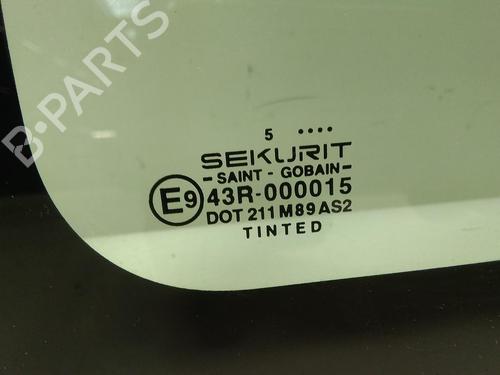 B-PARTS
5 ....
SEKURIT
- SAINT - GOBAIN -
E9 43R-000015
DOT 211 M89 AS2
TINTED